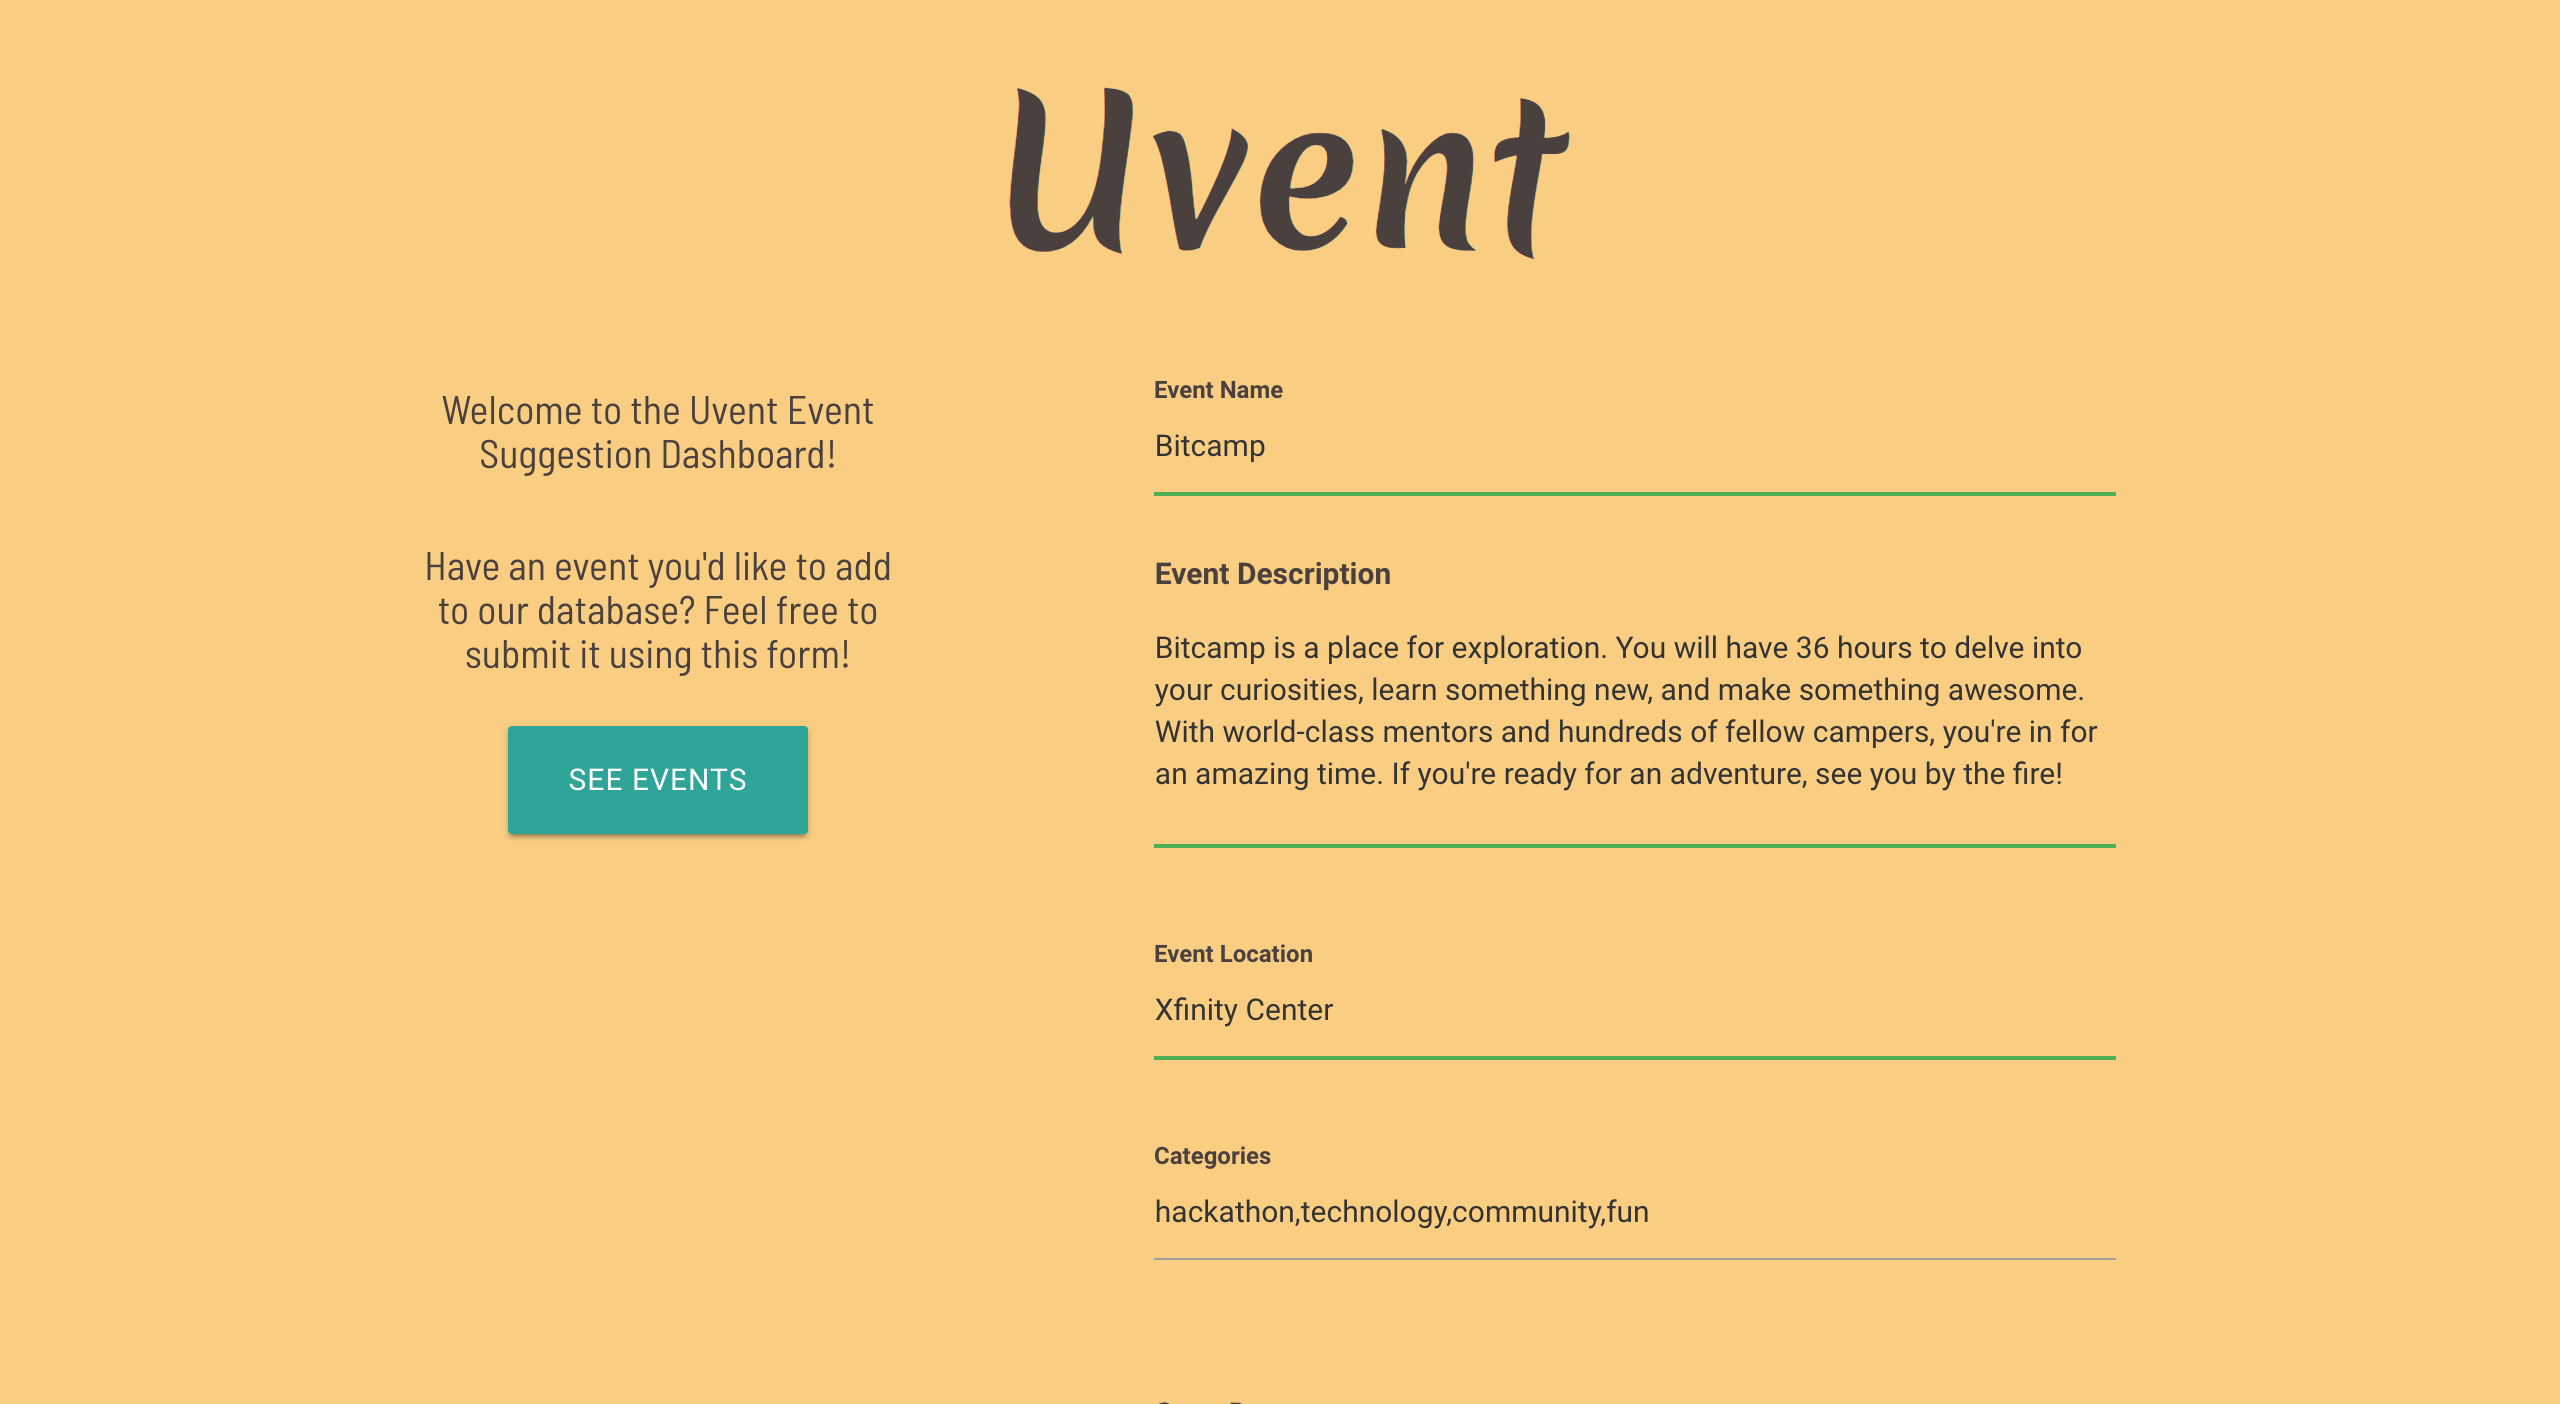 Uvent
Welcome to the Uvent Event
Suggestion Dashboard!
Have an event you'd like to add
to our database? Feel free to
submit it using this form!
SEE EVENTS
Event Name
Bitcamp
Event Description
Bitcamp is a place for exploration. You will have 36 hours to delve into
your curiosities, learn something new, and make something awesome.
With world-class mentors and hundreds of fellow campers, you're in for
an amazing time. If you're ready for an adventure, see you by the fire!
Event Location
Xfinity Center
Categories
hackathon,technology,community,fun